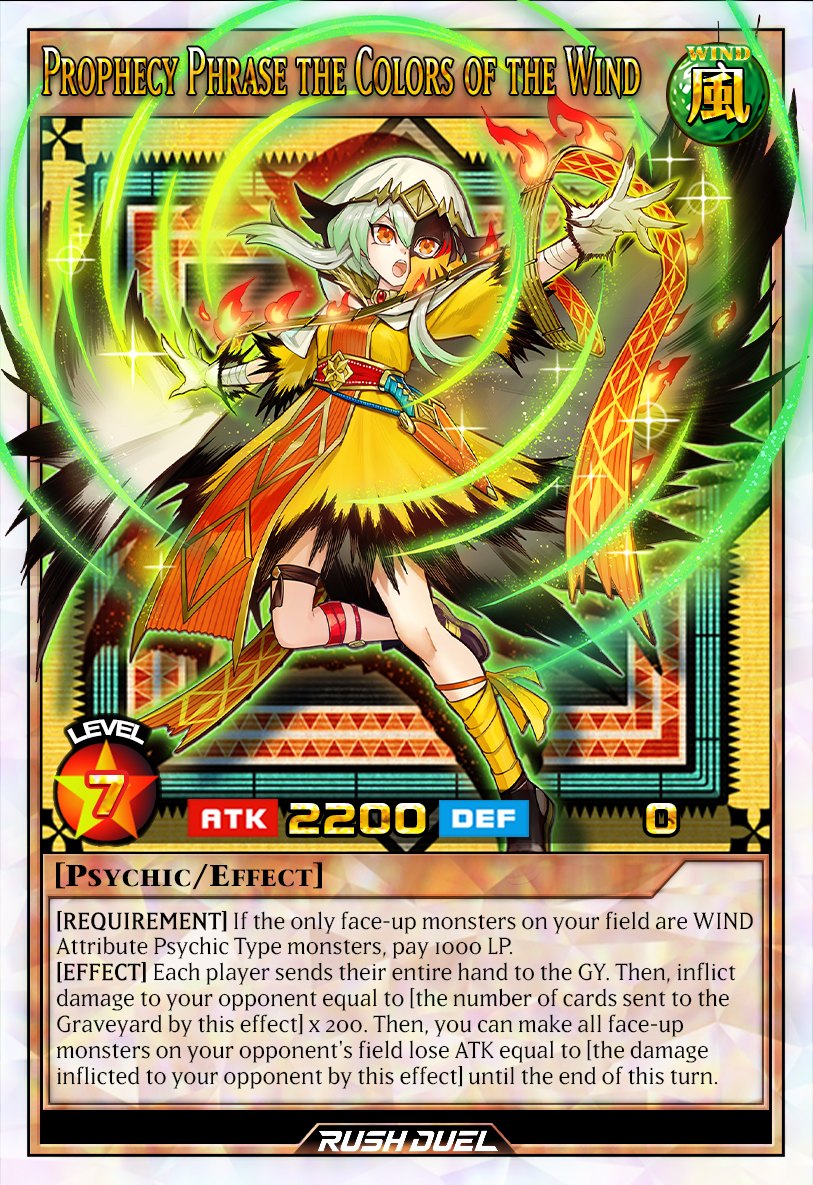 PROPHECY PHRASE THE COLORS OF THE WIND
WIND
風
LEVEL
7
ATK 2200 DEF 0
[PSYCHIC/EFFECT]
[REQUIREMENT] If the only face-up monsters on your field are WIND
Attribute Psychic Type monsters, pay 1000 LP.
[EFFECT] Each player sends their entire hand to the GY. Then, inflict
damage to your opponent equal to [the number of cards sent to the
Graveyard by this effect] x 200. Then, you can make all face-up
monsters on your opponent's field lose ATK equal to [the damage
inflicted to your opponent by this effect] until the end of this turn.
RUSH DUEL